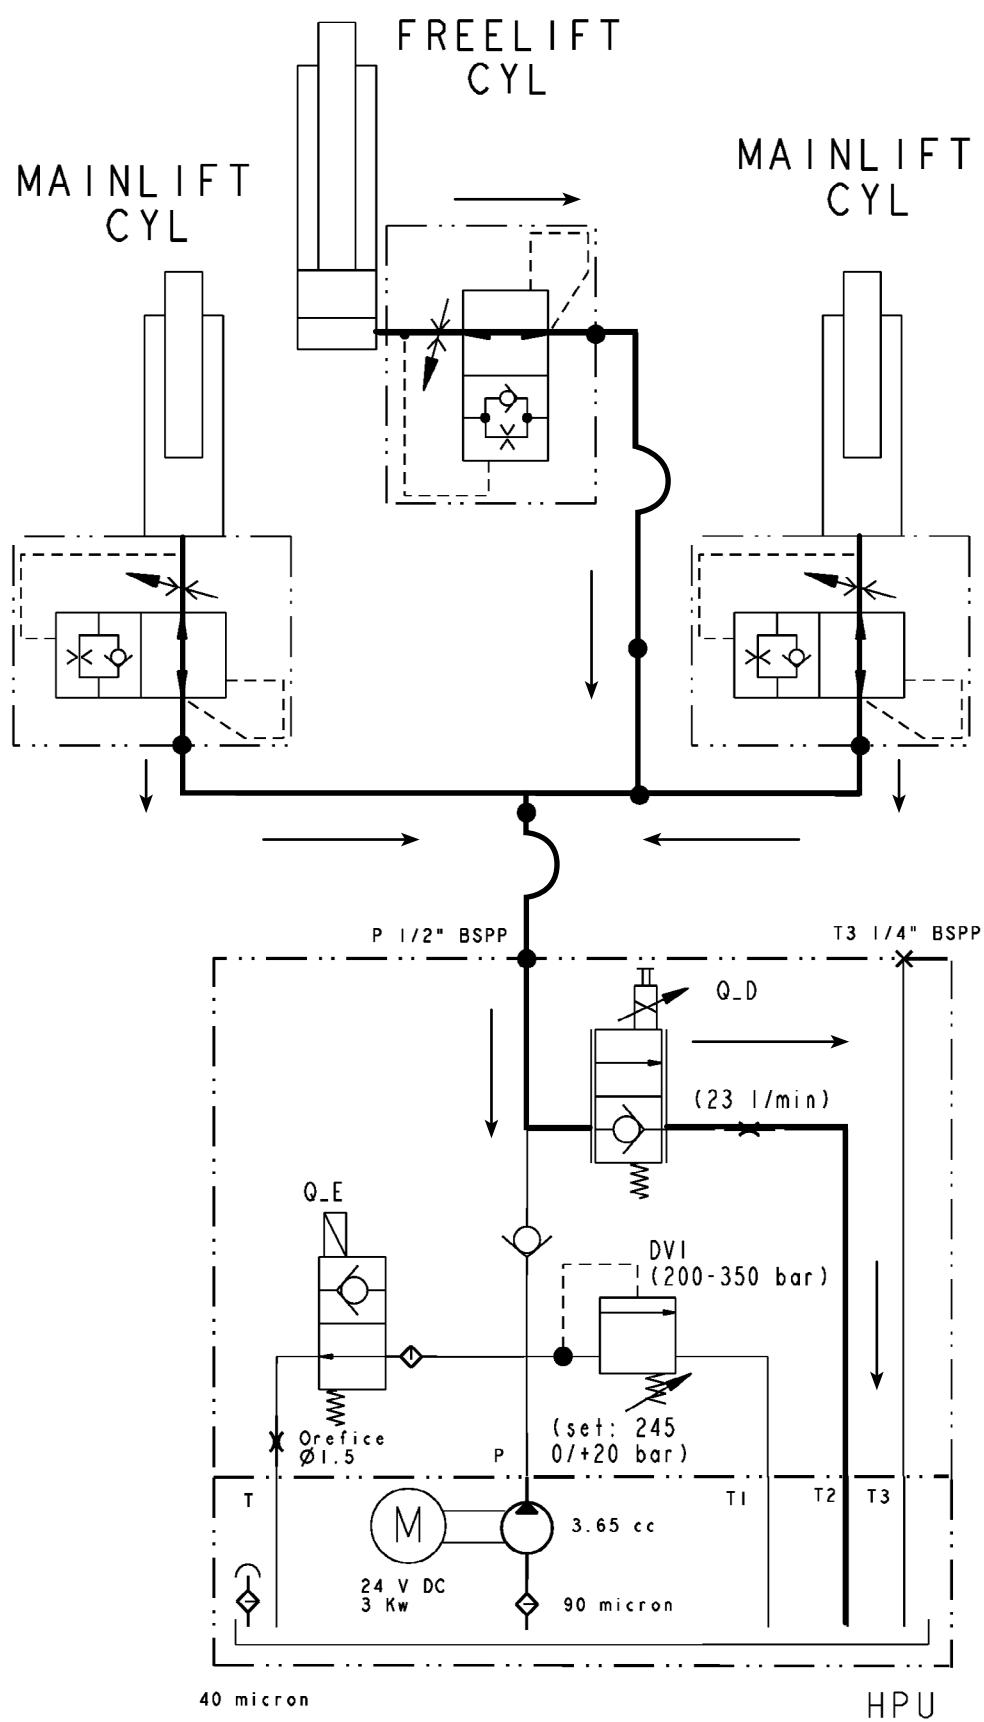 FREELIFT
CYL
MAINLIFT
CYL
MAINLIFT
CYL
P 1/2" BSPP
T3 1/4" BSPP
Q_D
(23 l/min)
Q_E
DV1
(200-350 bar)
Orefice
Ø1.5
(set: 245
0/+20 bar)
P
T
T1
T2
T3
M
3.65 cc
24 V DC
3 Kw
90 micron
40 micron
HPU